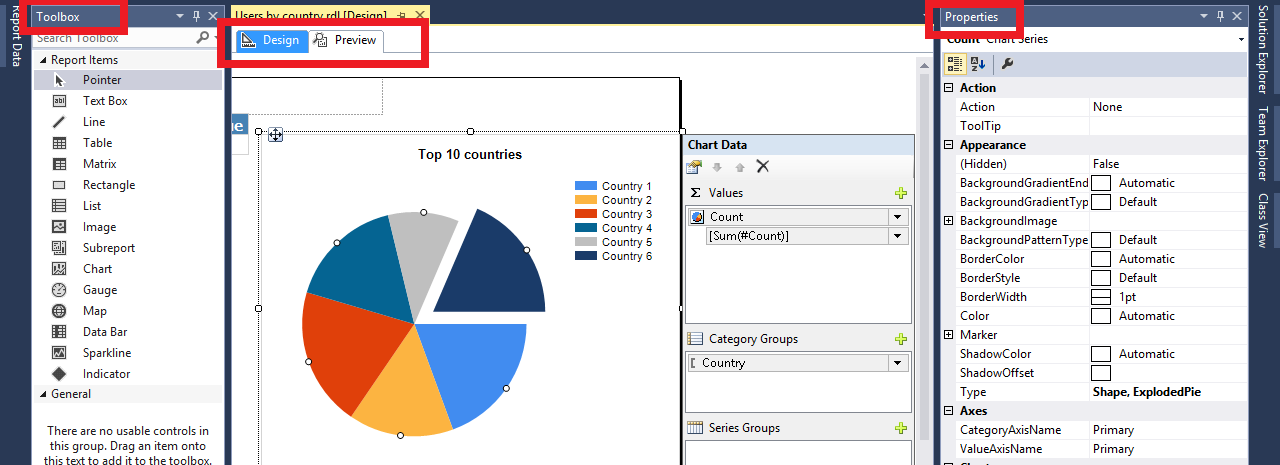 Report Data
Toolbox
Search Toolbox
Report Items
Pointer
Text Box
Line
Table
Matrix
Rectangle
List
Image
Subreport
Chart
Gauge
Map
Data Bar
Sparkline
Indicator
General
There are no usable controls in
this group. Drag an item onto
this text to add it to the toolbox.
Users by country.rdl [Design]
Design
Preview
Top 10 countries
Country 1
Country 2
Country 3
Country 4
Country 5
Country 6
Chart Data
Σ Values
Count
[Sum(#Count)]
Category Groups
Country
Series Groups
Properties
Count Chart Series
Action
Action None
ToolTip
Appearance
(Hidden) False
BackgroundGradientEnd Automatic
BackgroundGradientTyp Default
BackgroundImage
BackgroundPatternType Default
BorderColor Automatic
BorderStyle Default
BorderWidth 1pt
Color Automatic
Marker
ShadowColor Automatic
ShadowOffset
Type Shape, ExplodedPie
Axes
CategoryAxisName Primary
ValueAxisName Primary
Solution Explorer
Team Explorer
Class View